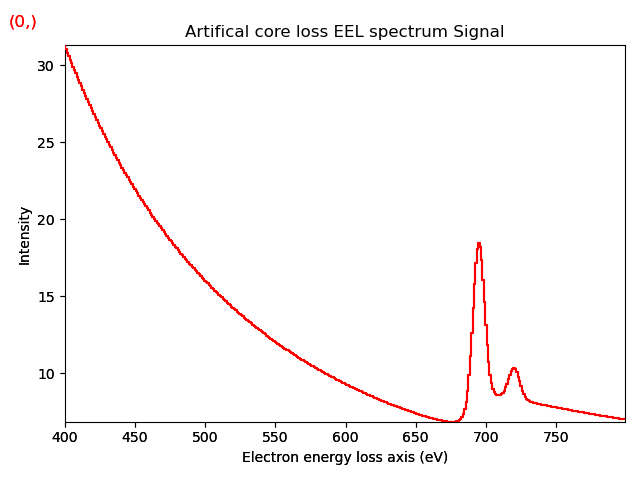 (0,)
Artifical core loss EEL spectrum Signal
30
25
20
15
10
Intensity
400 450 500 550 600 650 700 750
Electron energy loss axis (eV)